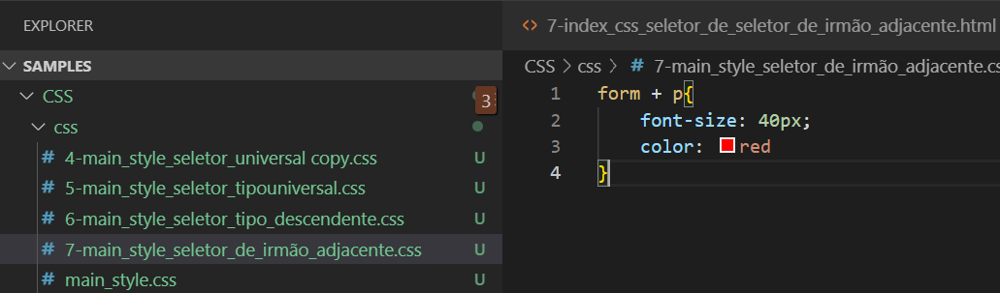 EXPLORER
SAMPLES
CSS
3
css
# 4-main_style_seletor_universal copy.css U
# 5-main_style_seletor_tipouniversal.css U
# 6-main_style_seletor_tipo_descendente.css U
# 7-main_style_seletor_de_irmão_adjacente.css U
# main_style.css
<> 7-index_css_seletor_de_seletor_de_irmão_adjacente.html
CSS > css > # 7-main_style_seletor_de_irmão_adjacente.cs
1 form + p{
2 font-size: 40px;
3 color: red
4 }